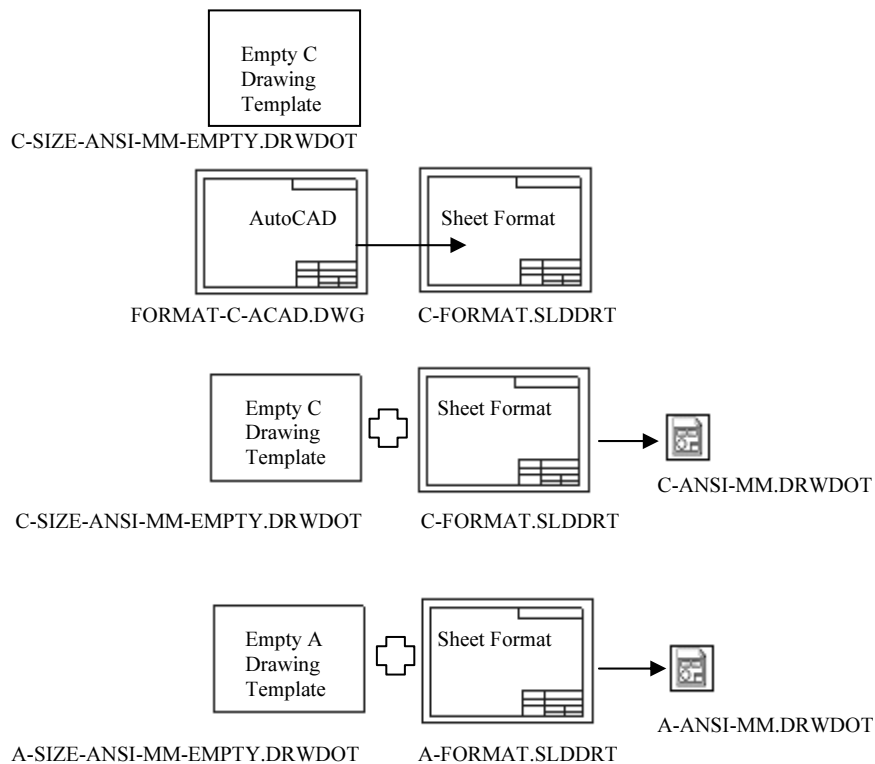 Empty C
Drawing
Template
C-SIZE-ANSI-MM-EMPTY.DRWDOT
AutoCAD
Sheet Format
FORMAT-C-ACAD.DWG
C-FORMAT.SLDDRT
Empty C
Drawing
Template
Sheet Format
C-ANSI-MM.DRWDOT
C-SIZE-ANSI-MM-EMPTY.DRWDOT
C-FORMAT.SLDDRT
Empty A
Drawing
Template
Sheet Format
A-ANSI-MM.DRWDOT
A-SIZE-ANSI-MM-EMPTY.DRWDOT
A-FORMAT.SLDDRT